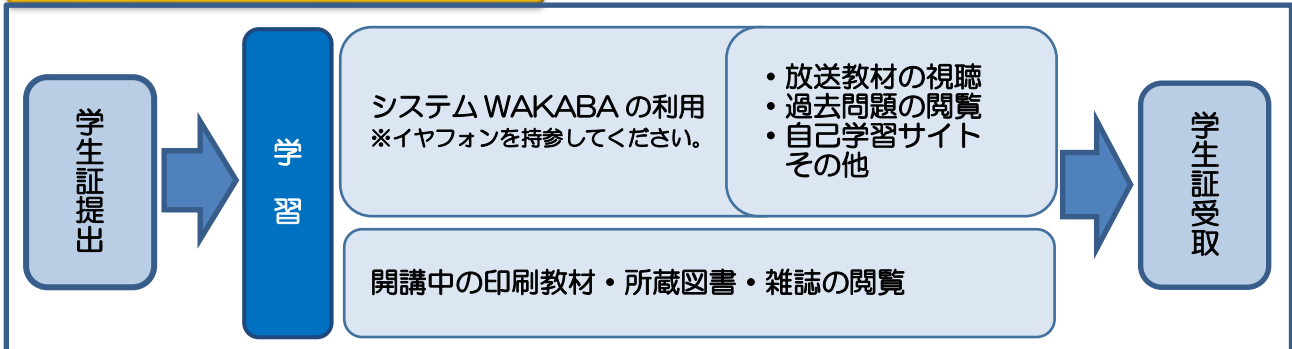 学生証提出
学習
システム WAKABA の利用
※イヤフォンを持参してください。
・放送教材の視聴
・過去問題の閲覧
・自己学習サイト
その他
開講中の印刷教材・所蔵図書・雑誌の閲覧
学生証受取